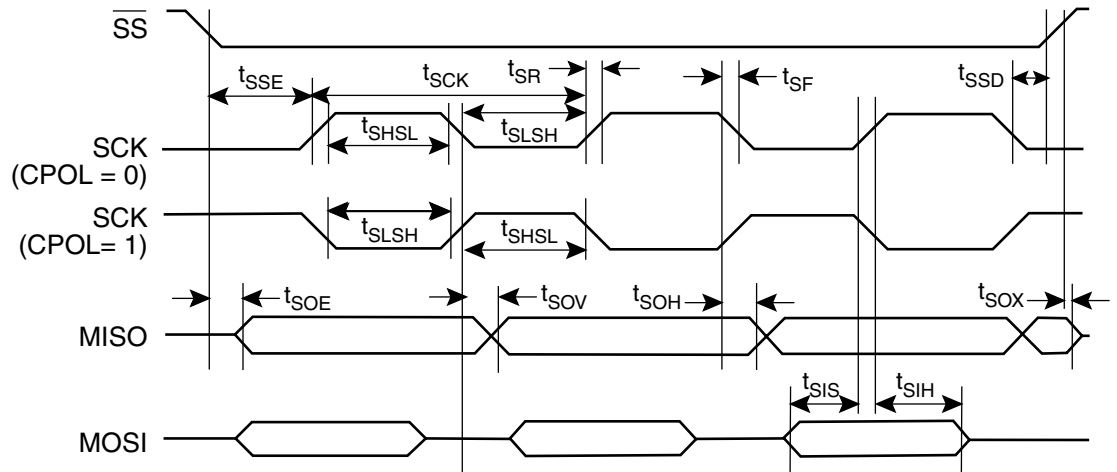 SS
tSSE
tSCK
tSR
tSF
tSSD
SCK
(CPOL = 0)
tSHSL
tSLSH
SCK
(CPOL= 1)
tSLSH
tSHSL
tSOE
tSOV
tSOH
tSOX
MISO
tSIS
tSIH
MOSI